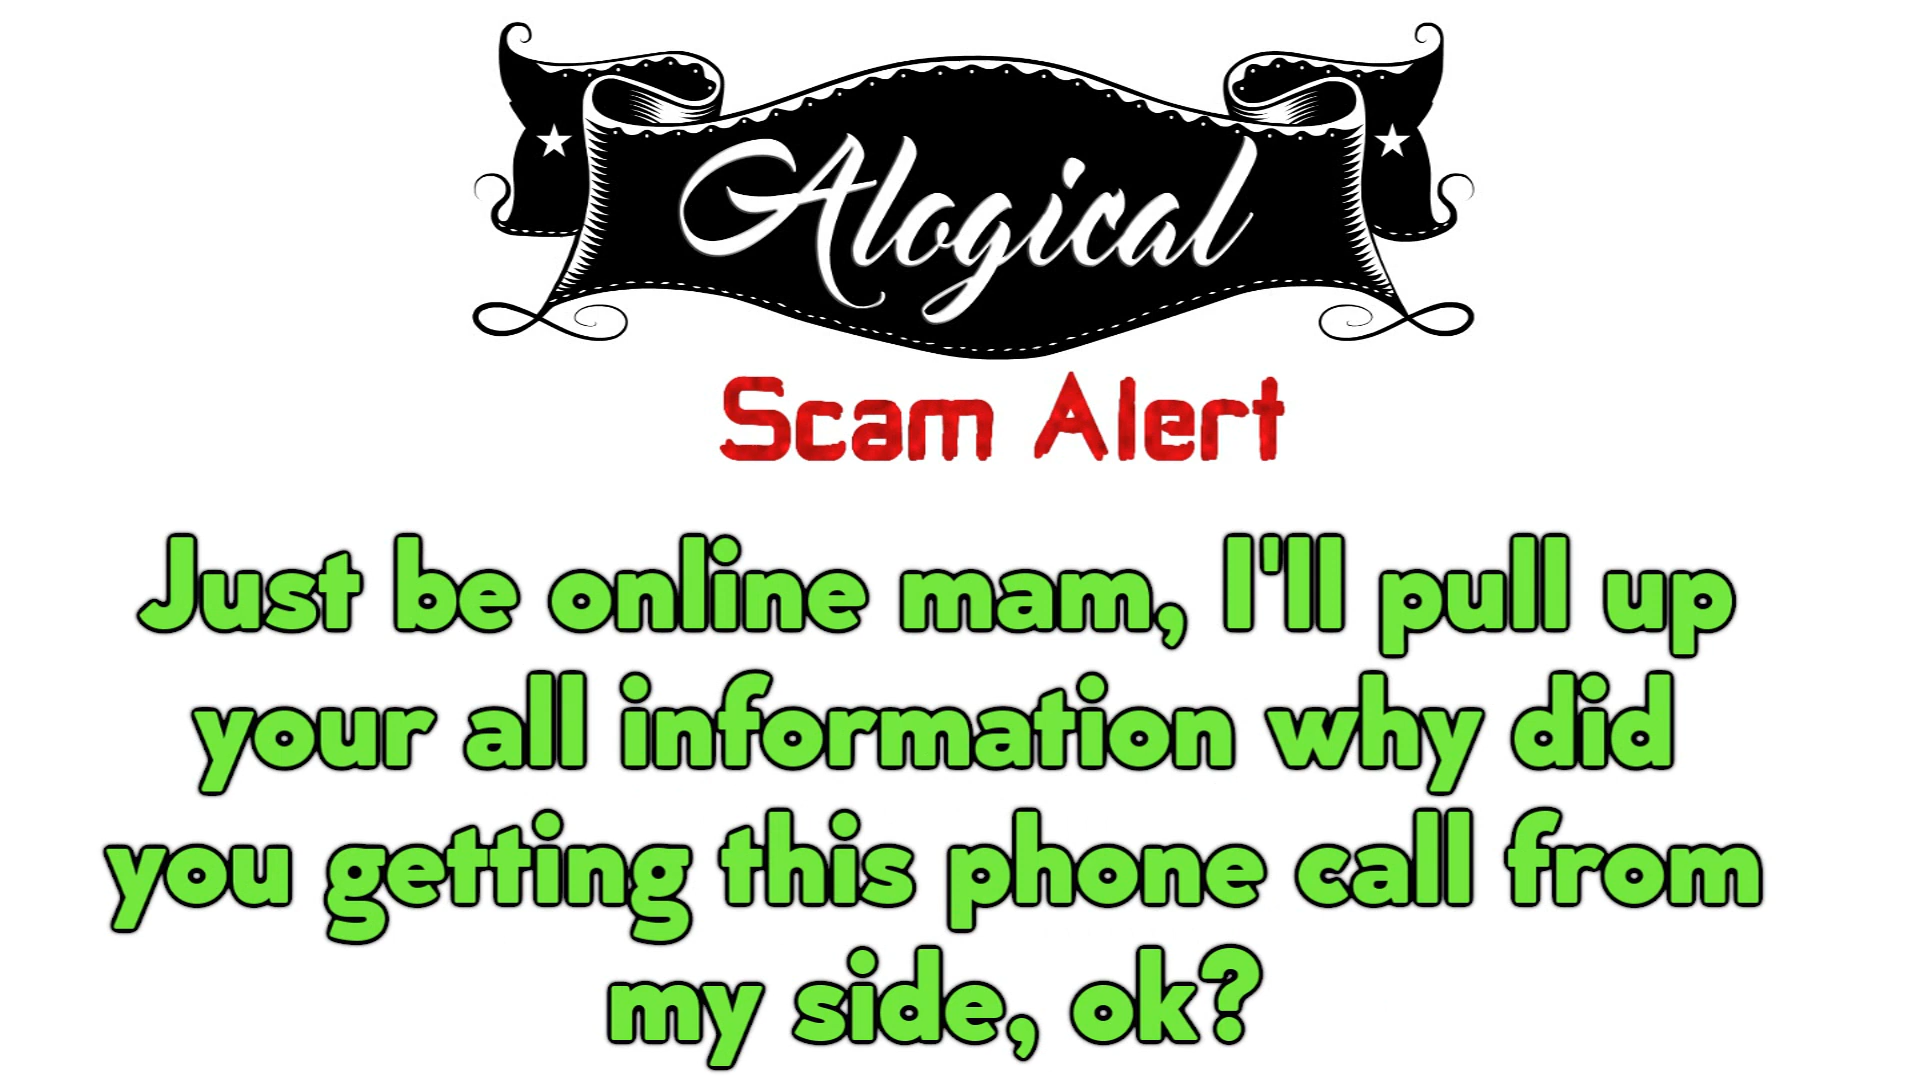 Alogical
Scam Alert
Just be online mam, I'll pull up
your all information why did
you getting this phone call from
my side, ok?